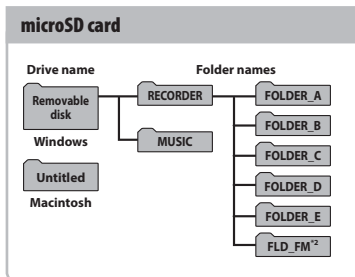 microSD card
Drive name
Folder names
Removable
disk
RECORDER
FOLDER_A
FOLDER_B
Windows
MUSIC
FOLDER_C
Untitled
FOLDER_D
Macintosh
FOLDER_E
FLD_FM*2